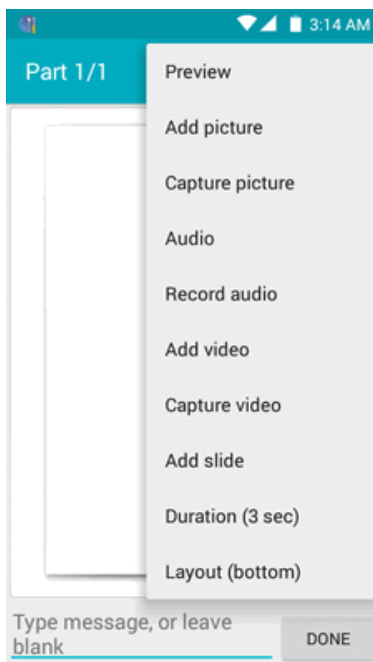 3:14 AM
Part 1/1
Preview
Add picture
Capture picture
Audio
Record audio
Add video
Capture video
Add slide
Duration (3 sec)
Layout (bottom)
Type message, or leave
blank
DONE